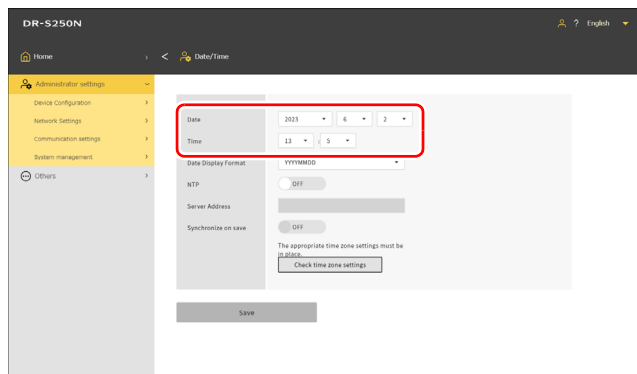 DR-S250N
? English
Home
< Date/Time
Administrator settings
Device Configuration
Network Settings
Communication settings
System management
Others
Date 2023 6 2
Time 13 : 5
Date Display Format YYYYMMDD
NTP OFF
Server Address
Synchronize on save OFF
The appropriate time zone settings must be
in place.
Check time zone settings
Save